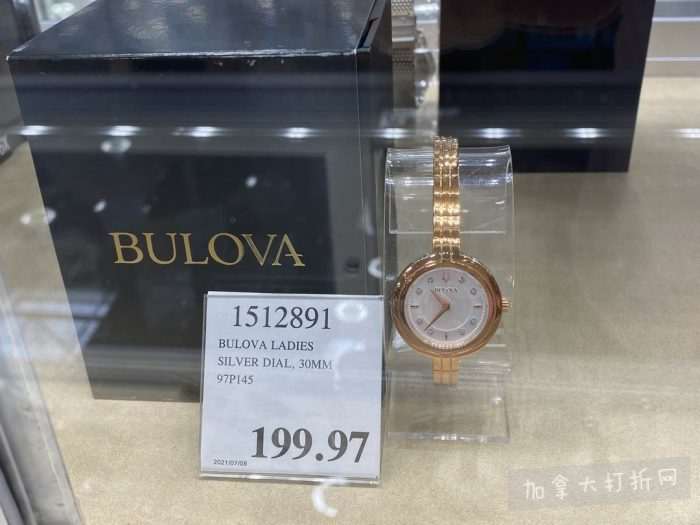 BULOVA
1512891
BULOVA LADIES
SILVER DIAL, 30MM
97P145
199.97
2021/07/08
BULOVA
加拿大打折网